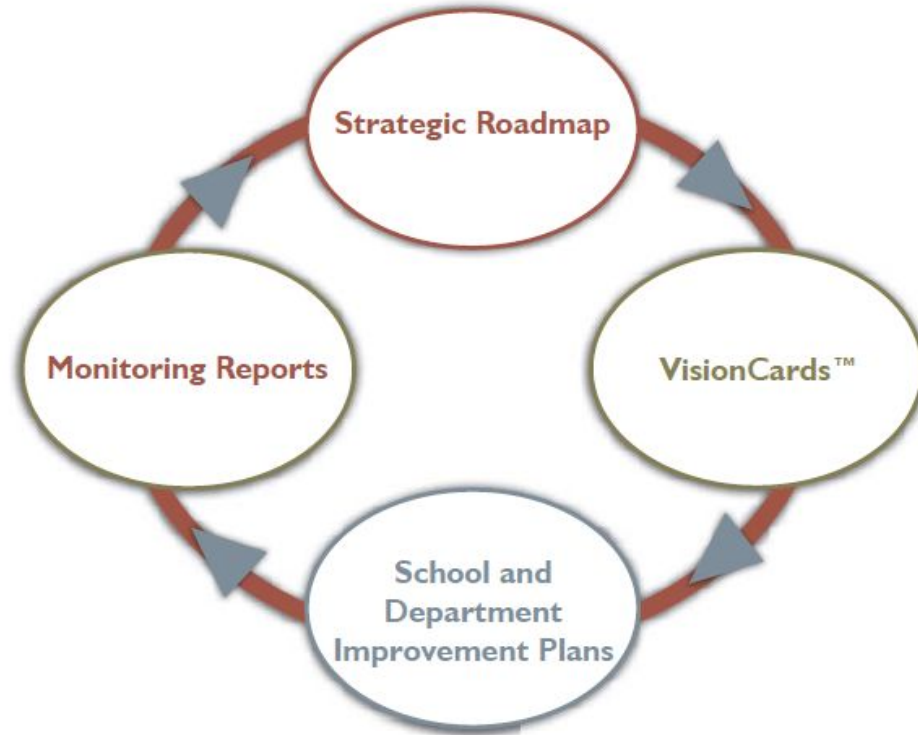 Strategic Roadmap
Monitoring Reports
VisionCards™
School and
Department
Improvement Plans